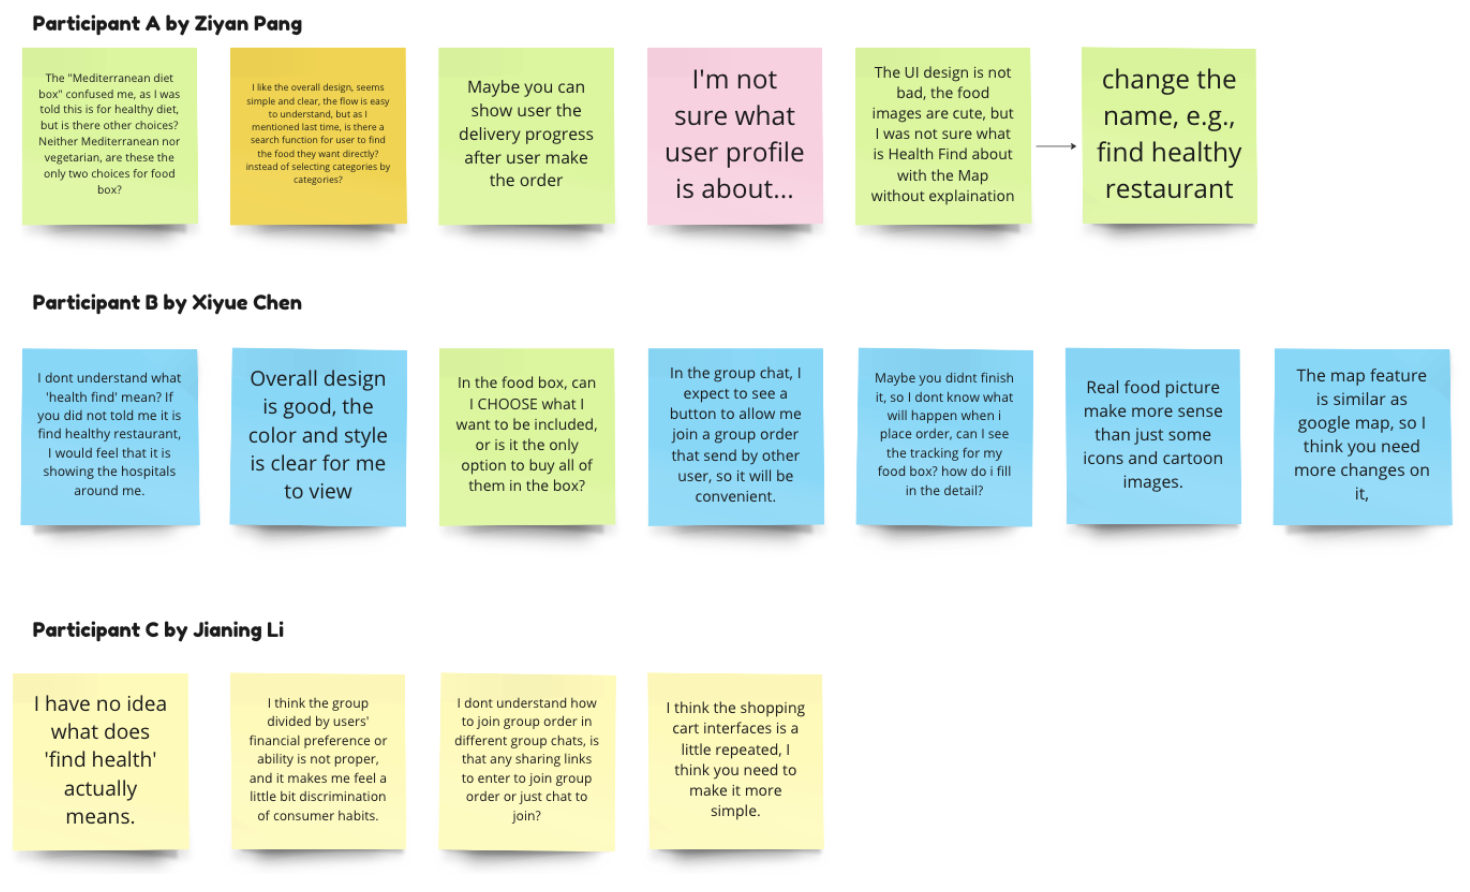 Participant A by Ziyan Pang
The "Mediterranean diet
box" confused me, as I was
told this is for healthy diet,
but is there other choices?
Neither Mediterranean nor
vegetarian, are these the
only two choices for food
box?
I like the overall design, seems
simple and clear, the flow is easy
to understand, but as I
mentioned last time, is there a
search function for user to find
the food they want directly?
instead of selecting categories by
categories?
Maybe you can
show user the
delivery progress
after user make
the order
I'm not
sure what
user profile
is about...
The UI design is not
bad, the food
images are cute, but
I was not sure what
is Health Find about
with the Map
without explaination
change the
name, e.g.,
find healthy
restaurant
Participant B by Xiyue Chen
I dont understand what
'health find' mean? If
you did not told me it is
find healthy restaurant,
I would feel that it is
showing the hospitals
around me.
Overall design
is good, the
color and style
is clear for me
to view
In the food box, can
I CHOOSE what I
want to be included,
or is it the only
option to buy all of
them in the box?
In the group chat, I
expect to see a
button to allow me
join a group order
that send by other
user, so it will be
convenient.
Maybe you didnt finish
it, so I dont know what
will happen when i
place order, can I see
the tracking for my
food box? how do i fill
in the detail?
Real food picture
make more sense
than just some
icons and cartoon
images.
The map feature
is similar as
google map, so I
think you need
more changes on
it,
Participant C by Jianing Li
I have no idea
what does
'find health'
actually
means.
I think the group
divided by users'
financial preference or
ability is not proper,
and it makes me feel a
little bit discrimination
of consumer habits.
I dont understand how
to join group order in
different group chats, is
that any sharing links
to enter to join group
order or just chat to
join?
I think the shopping
cart interfaces is a
little repeated, I
think you need to
make it more
simple.